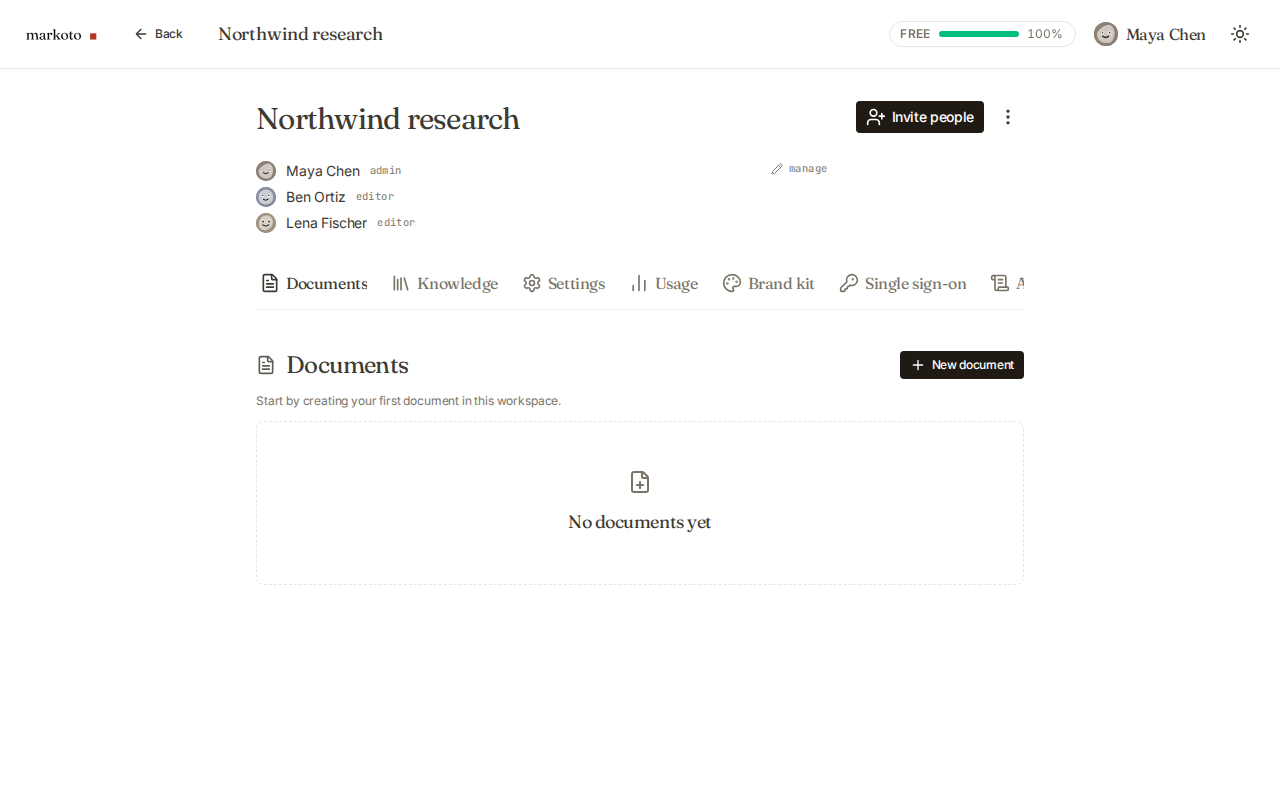 markoto
Back
Northwind research
FREE
100%
Maya Chen
Northwind research
Invite people
Maya Chen admin
manage
Ben Ortiz editor
Lena Fischer editor
Documents
Knowledge
Settings
Usage
Brand kit
Single sign-on
Documents
New document
Start by creating your first document in this workspace.
No documents yet